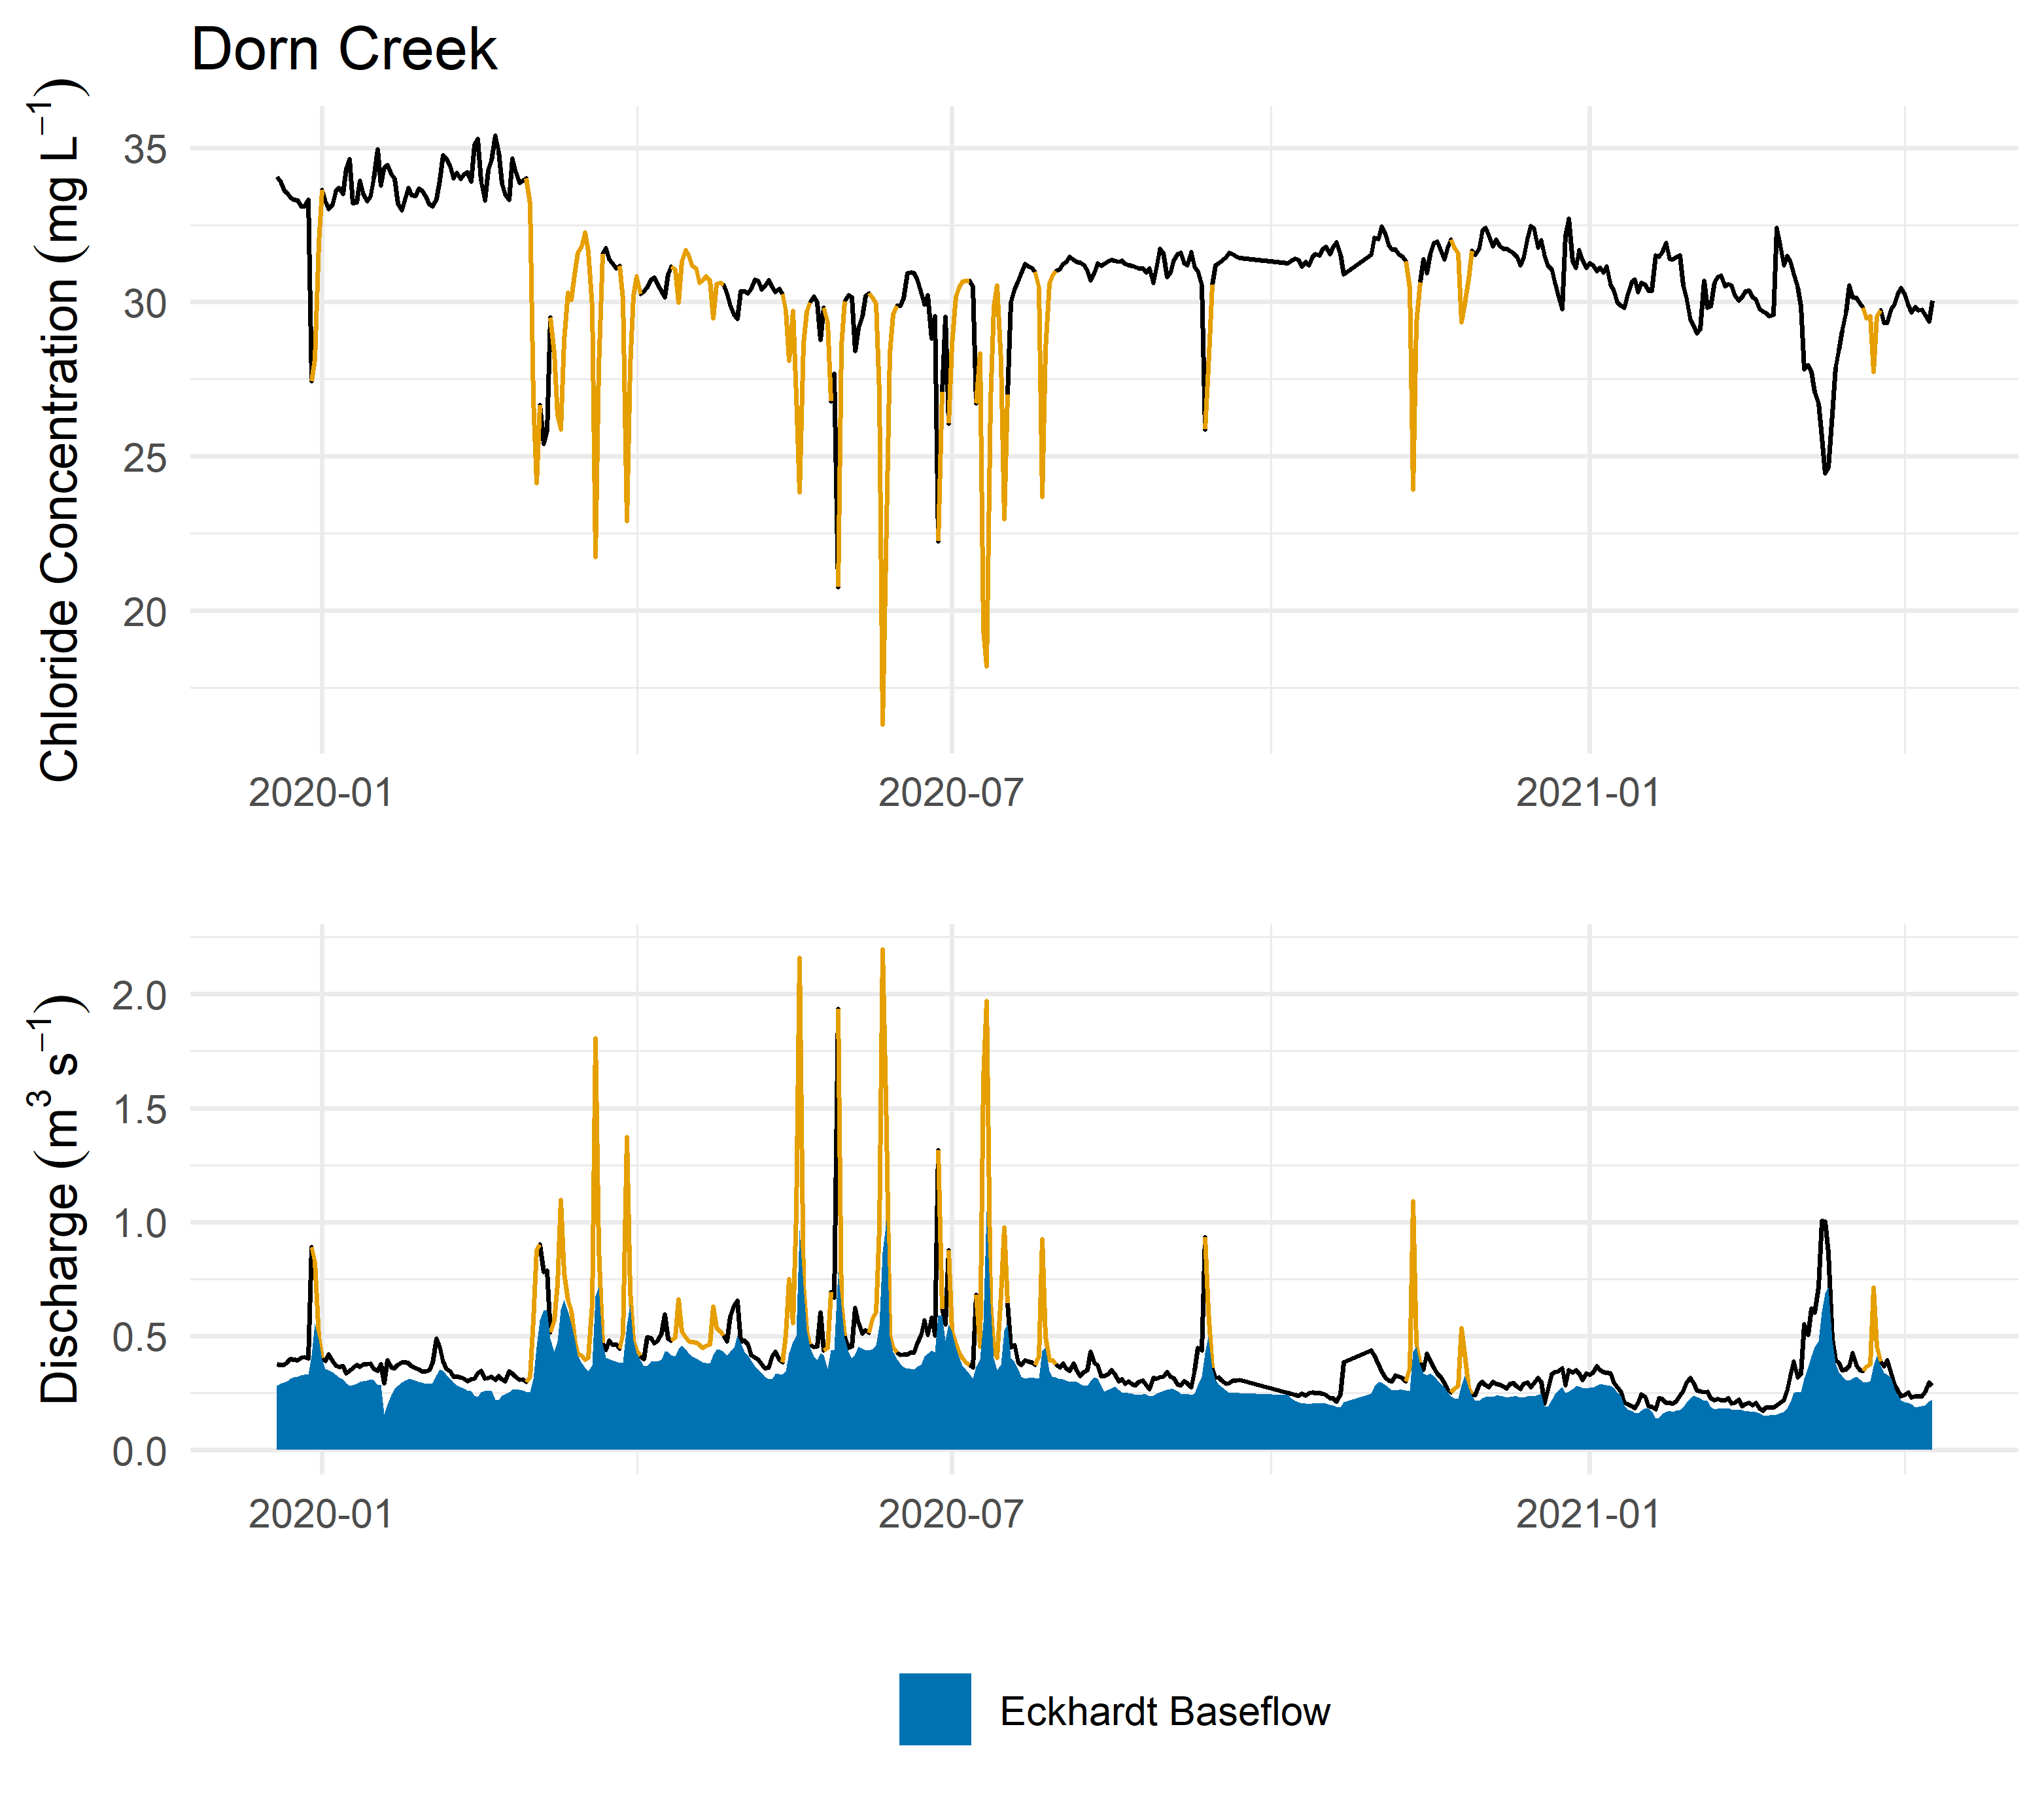 Dorn Creek
Chloride Concentration (mg L⁻¹)
35
30
25
20
2020-01 2020-07 2021-01
Discharge (m³ s⁻¹)
2.0
1.5
1.0
0.5
0.0
2020-01 2020-07 2021-01
Eckhardt Baseflow